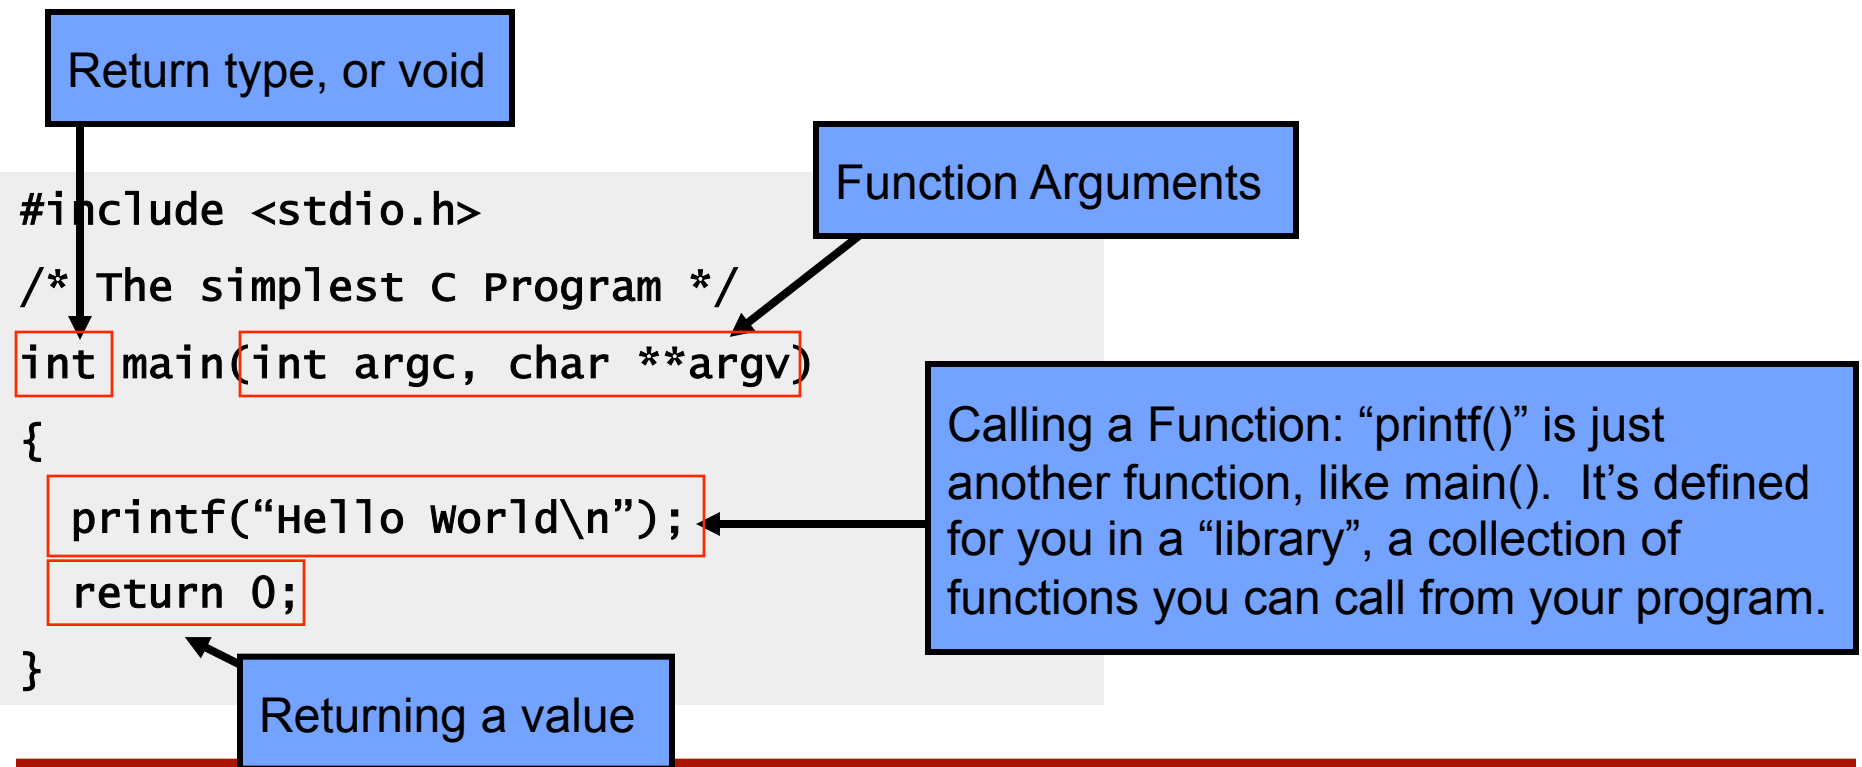 Return type, or void
Function Arguments
#include <stdio.h>
/* The simplest C Program */
int main(int argc, char **argv)
{
printf(“Hello World\n”);
return 0;
}
Calling a Function: “printf()” is just
another function, like main().  It’s defined
for you in a “library”, a collection of
functions you can call from your program.
Returning a value